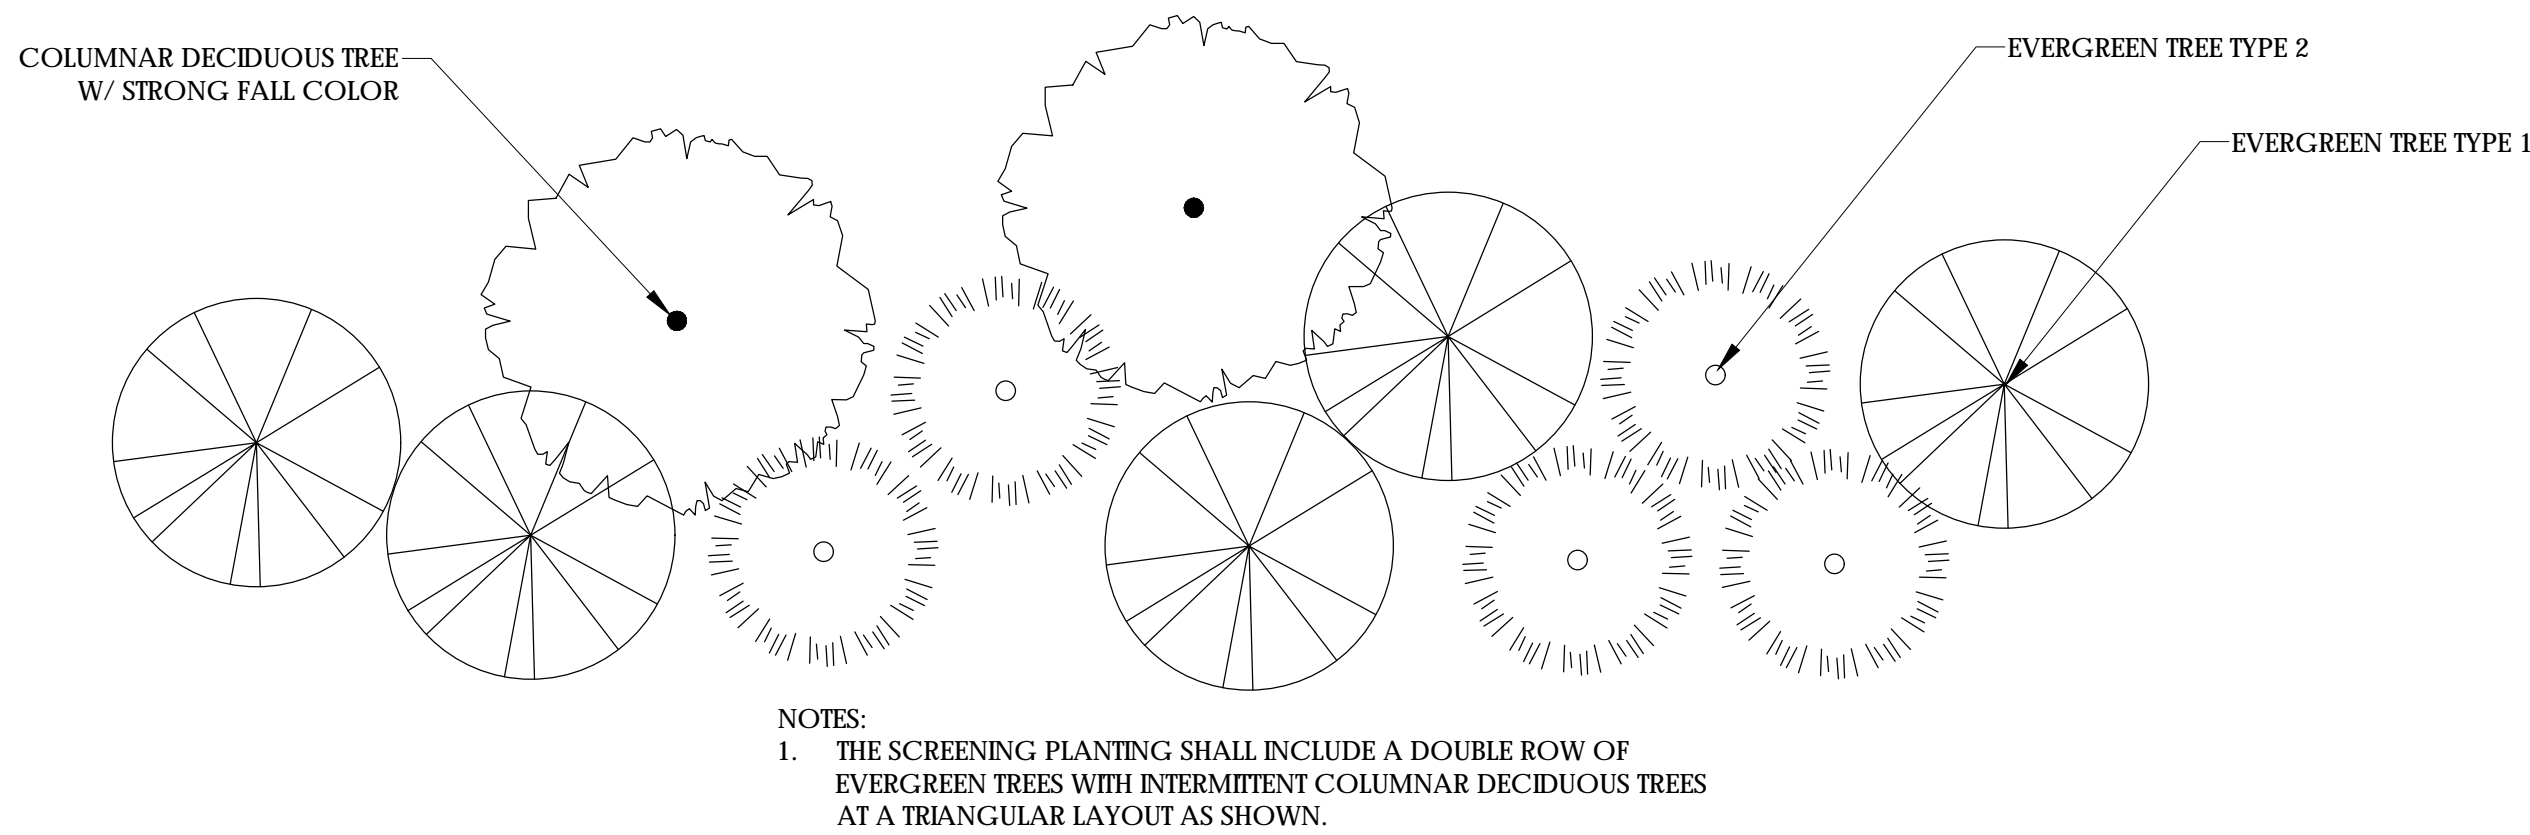 COLUMNAR DECIDUOUS TREE
W/ STRONG FALL COLOR
EVERGREEN TREE TYPE 2
EVERGREEN TREE TYPE 1
NOTES:
1. THE SCREENING PLANTING SHALL INCLUDE A DOUBLE ROW OF
EVERGREEN TREES WITH INTERMITTENT COLUMNAR DECIDUOUS TREES
AT A TRIANGULAR LAYOUT AS SHOWN.